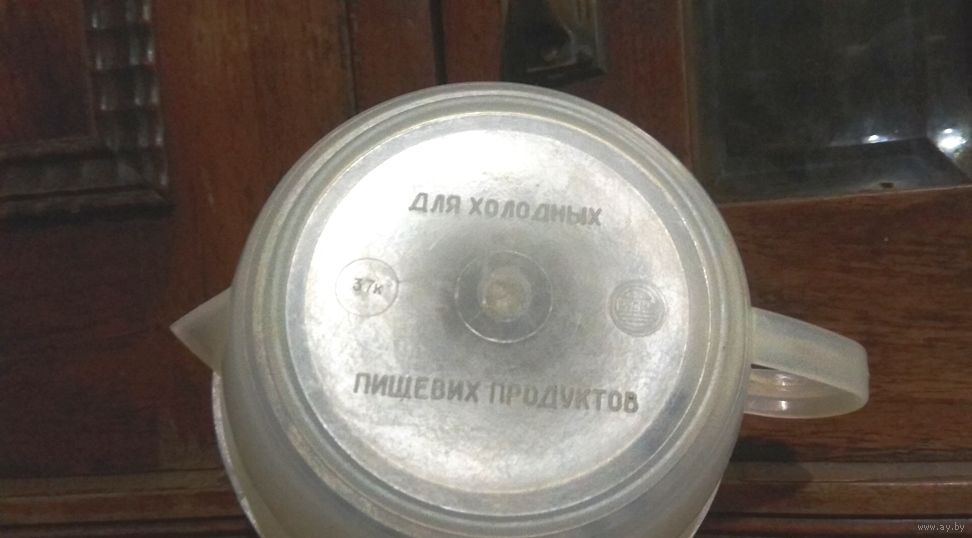 ДЛЯ ХОЛОДНЫХ
37к
ПИЩЕВИХ ПРОДУКТОВ
www.ay.by